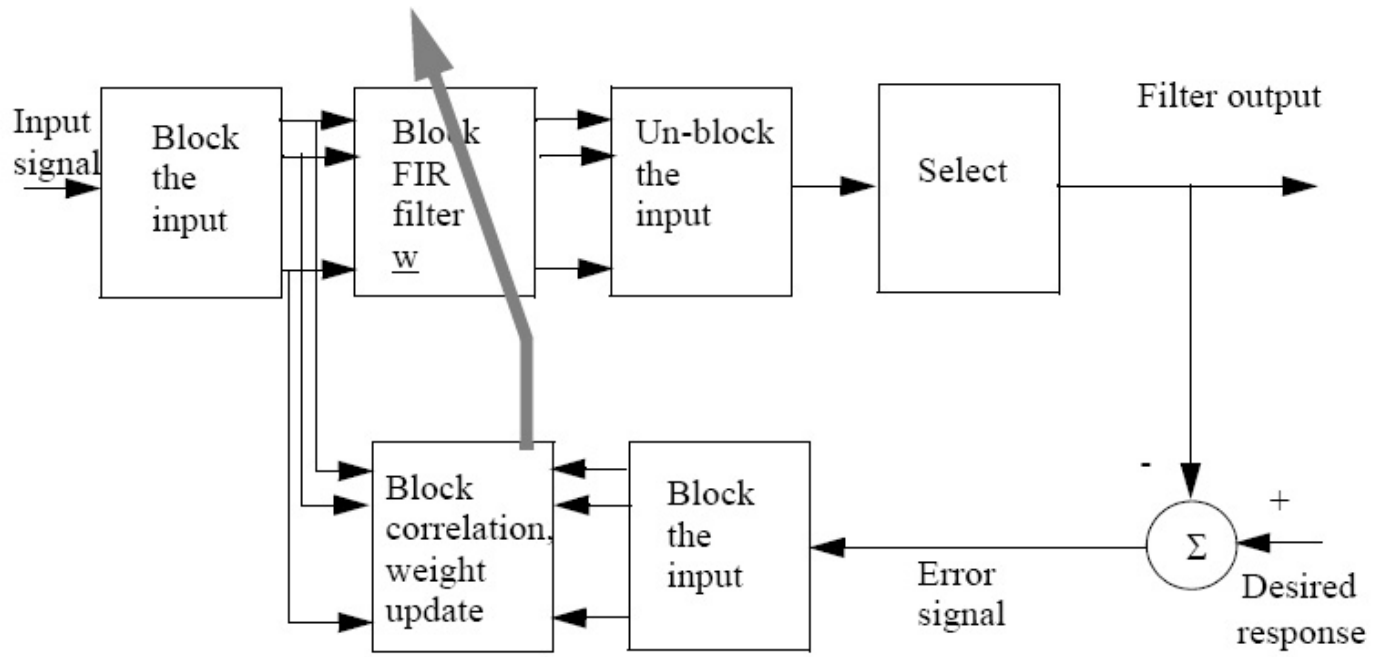 Input
signal
Block
the
input
Block
FIR
filter
w
Un-block
the
input
Select
Filter output
Block
correlation,
weight
update
Block
the
input
Error
signal
-
+
Σ
Desired
response